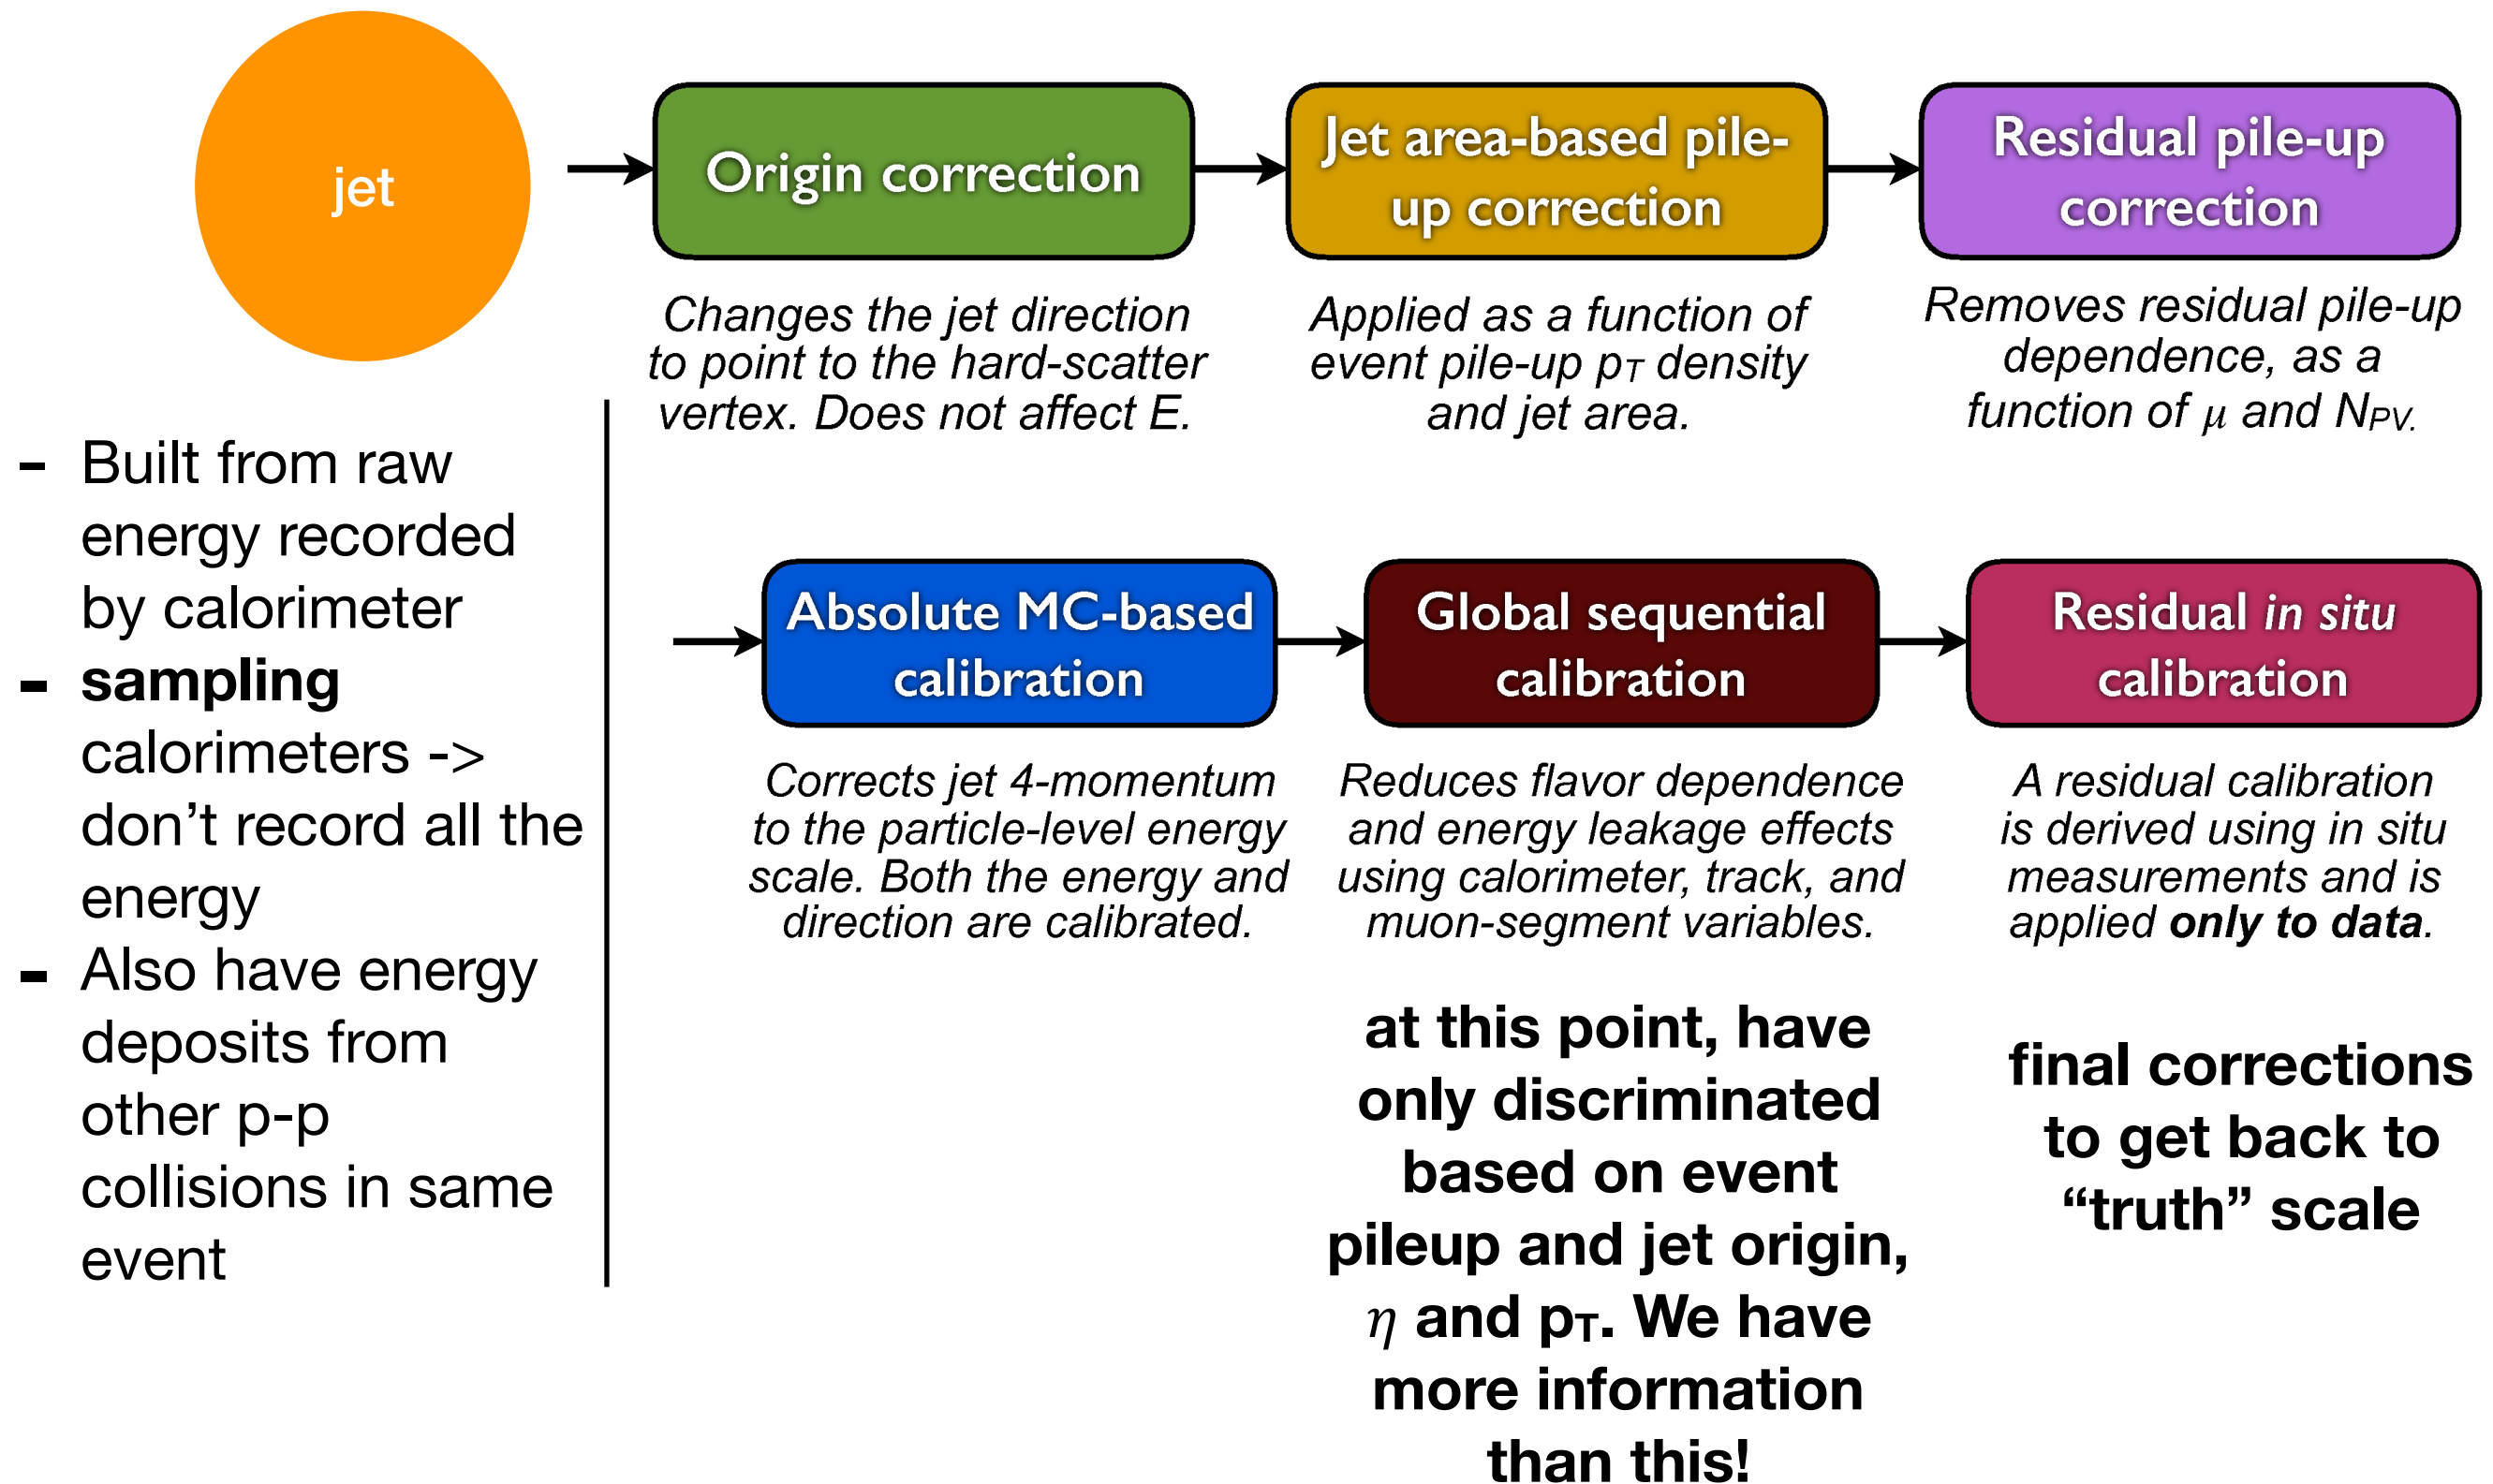 jet
Origin correction
Changes the jet direction
to point to the hard-scatter
vertex. Does not affect E.
Jet area-based pile-
up correction
Applied as a function of
event pile-up pT density
and jet area.
Residual pile-up
correction
Removes residual pile-up
dependence, as a
function of μ and NPV.
- Built from raw
energy recorded
by calorimeter
- sampling
calorimeters ->
don’t record all the
energy
- Also have energy
deposits from
other p-p
collisions in same
event
Absolute MC-based
calibration
Corrects jet 4-momentum
to the particle-level energy
scale. Both the energy and
direction are calibrated.
Global sequential
calibration
Reduces flavor dependence
and energy leakage effects
using calorimeter, track, and
muon-segment variables.
at this point, have
only discriminated
based on event
pileup and jet origin,
η and pT. We have
more information
than this!
Residual in situ
calibration
A residual calibration
is derived using in situ
measurements and is
applied only to data.
final corrections
to get back to
“truth” scale